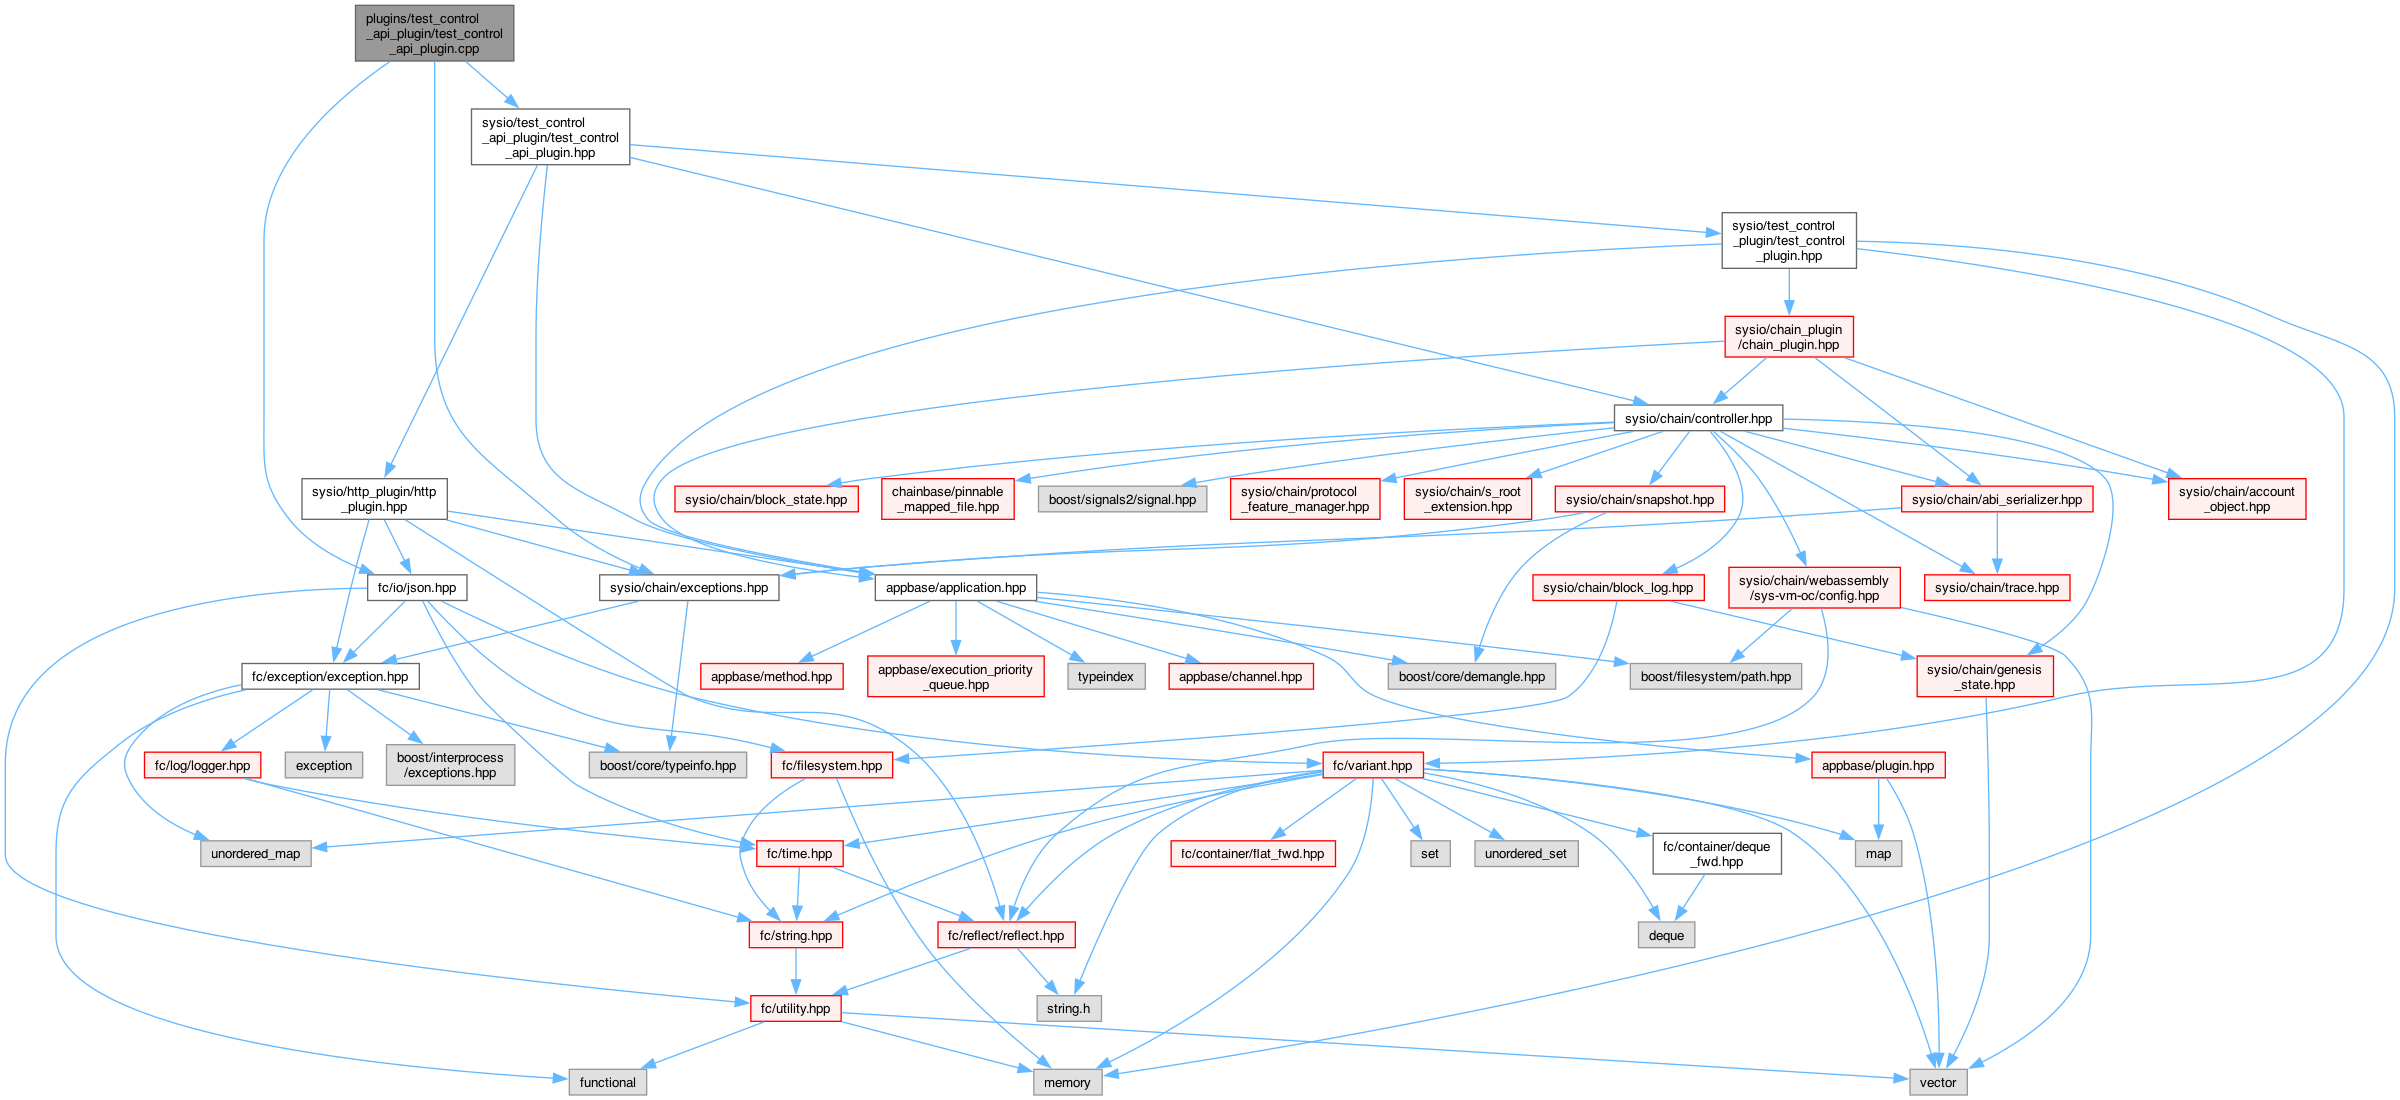 plugins/test_control
_api_plugin/test_control
_api_plugin.cpp
sysio/test_control
_api_plugin/test_control
_api_plugin.hpp
sysio/test_control
_plugin/test_control
_plugin.hpp
sysio/chain_plugin
/chain_plugin.hpp
sysio/chain/controller.hpp
sysio/http_plugin/http
_plugin.hpp
sysio/chain/block_state.hpp
chainbase/pinnable
_mapped_file.hpp
boost/signals2/signal.hpp
sysio/chain/protocol
_feature_manager.hpp
sysio/chain/s_root
_extension.hpp
sysio/chain/snapshot.hpp
sysio/chain/abi_serializer.hpp
sysio/chain/account
_object.hpp
fc/io/json.hpp
sysio/chain/exceptions.hpp
appbase/application.hpp
sysio/chain/block_log.hpp
sysio/chain/webassembly
/sys-vm-oc/config.hpp
sysio/chain/trace.hpp
fc/exception/exception.hpp
appbase/method.hpp
appbase/execution_priority
_queue.hpp
typeindex
appbase/channel.hpp
boost/core/demangle.hpp
boost/filesystem/path.hpp
sysio/chain/genesis
_state.hpp
fc/log/logger.hpp
exception
boost/interprocess
/exceptions.hpp
boost/core/typeinfo.hpp
fc/filesystem.hpp
fc/variant.hpp
appbase/plugin.hpp
unordered_map
fc/time.hpp
fc/container/flat_fwd.hpp
set
unordered_set
fc/container/deque
_fwd.hpp
map
fc/string.hpp
fc/reflect/reflect.hpp
deque
fc/utility.hpp
string.h
functional
memory
vector